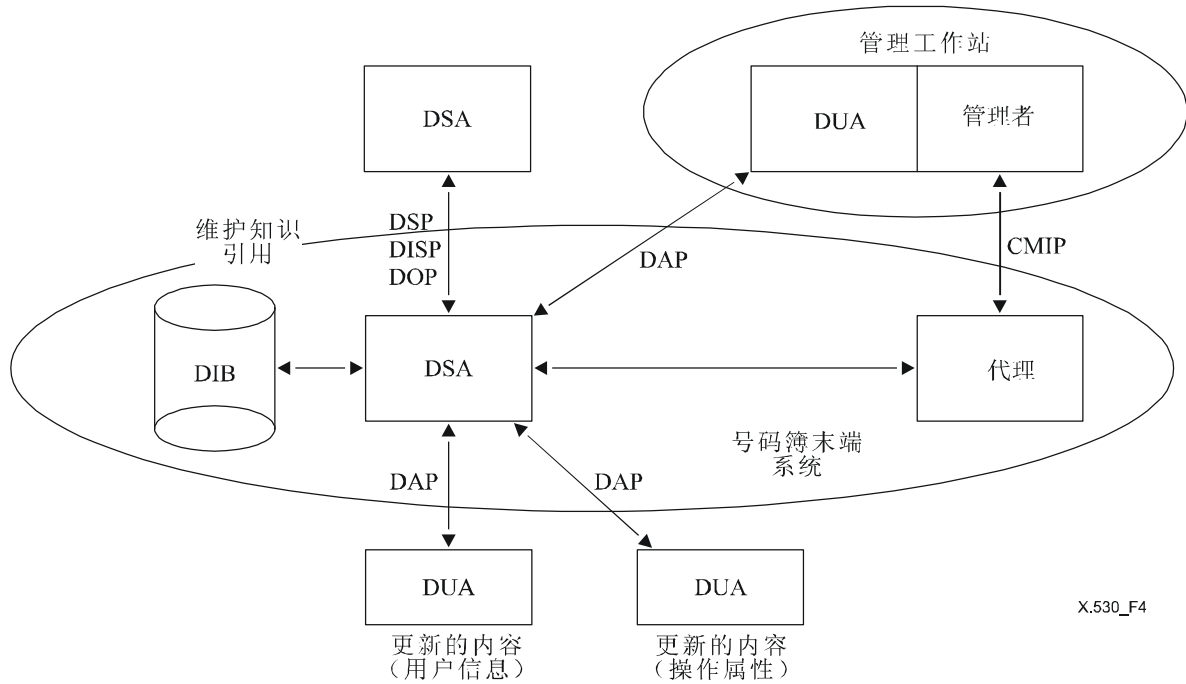 管理工作站
DSA
DUA
管理者
维护知识
引用
DSP
DISP
DOP
DAP
CMIP
DIB
DSA
代理
号码簿末端
系统
DAP
DAP
DUA
DUA
更新的内容
（用户信息）
更新的内容
（操作属性）
X.530_F4